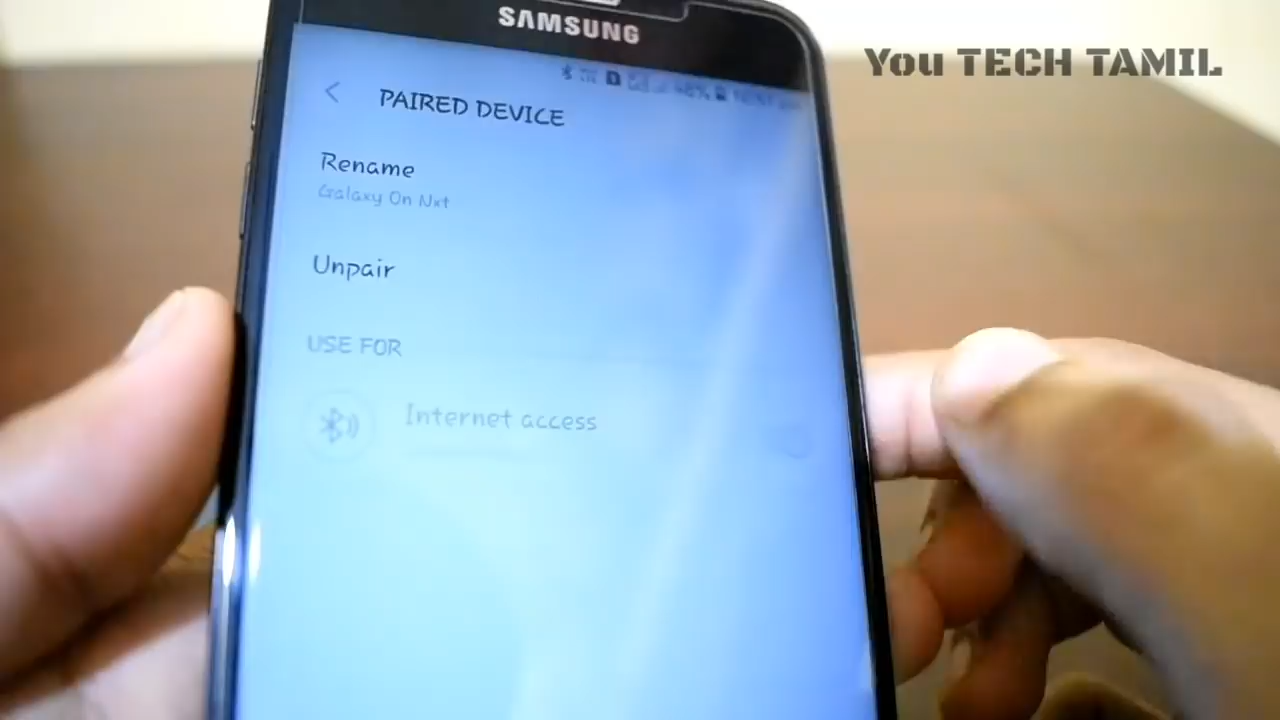 SAMSUNG
You TECH TAMIL
PAIRED DEVICE
Rename
Galaxy On Nxt
Unpair
USE FOR
Internet access